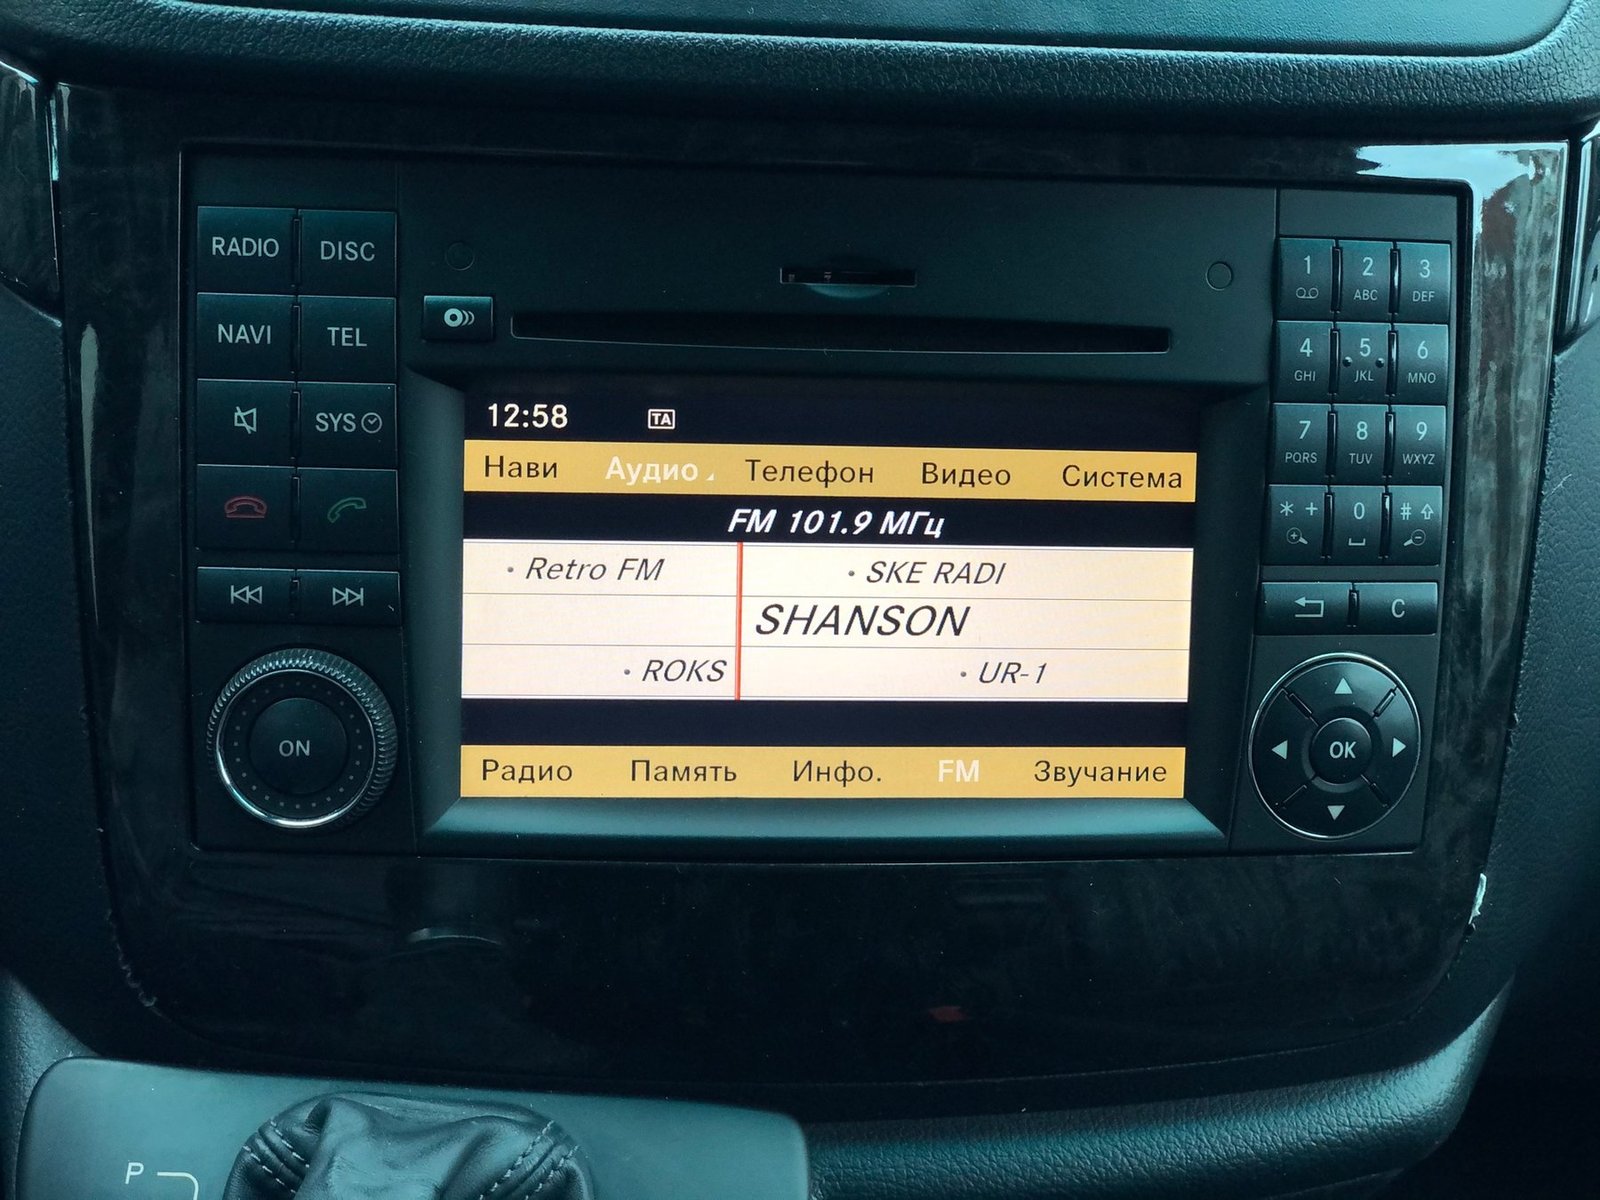 RADIO DISC
NAVI TEL
SYS
ON
12:58 TA
Нави Аудио Телефон Видео Система
FM 101.9 МГц
• Retro FM • SKE RADI
SHANSON
• ROKS • UR-1
Радио Память Инфо. FM Звучание
1 2 ABC 3 DEF
4 GHI 5 JKL 6 MNO
7 PQRS 8 TUV 9 WXYZ
* + 0 #
C
OK
P